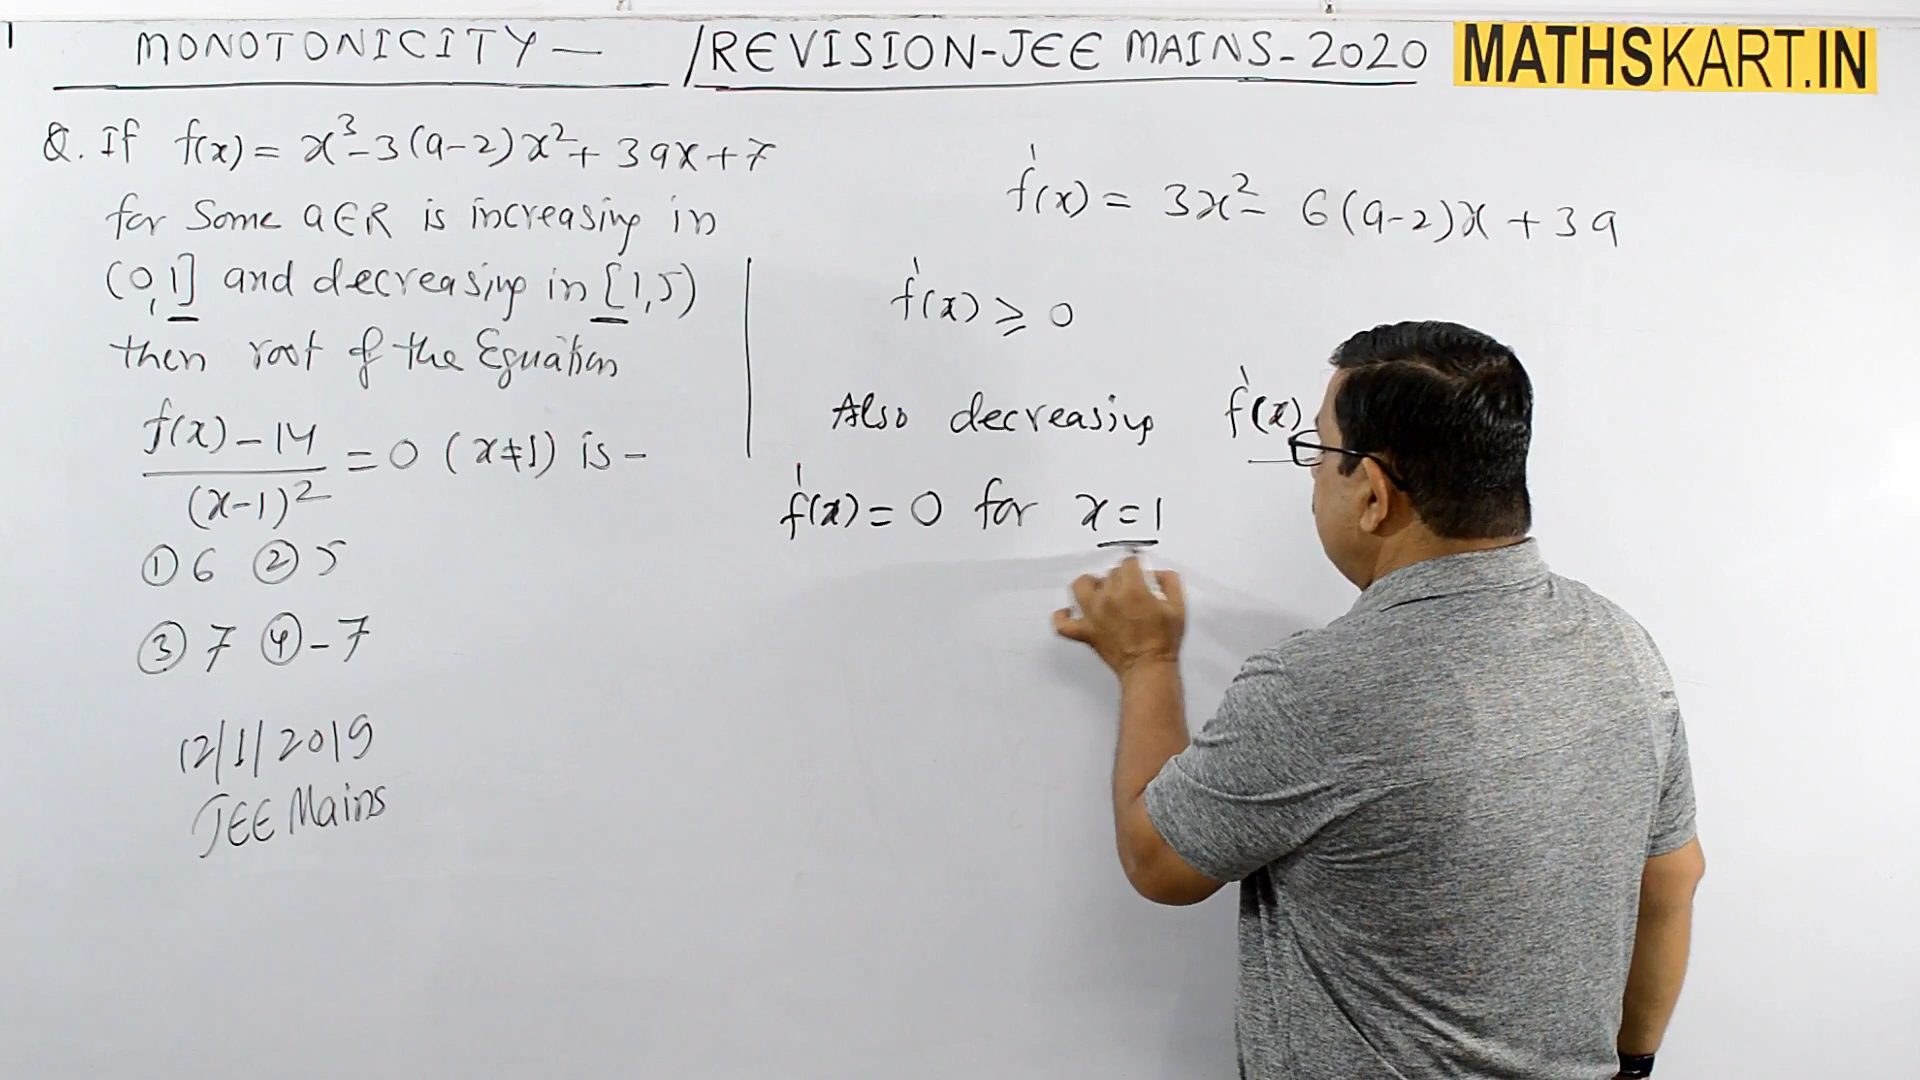 MONOTONICITY — /REVISION-JEE MAINS-2020
MATHSKART.IN
Q. If f(x) = x³-3(a-2)x²+3ax+7
for some a∈R is increasing in
(0,1] and decreasing in [1,5)
then root of the Equation
f(x)-14
(x-1)²
=0 (x≠1) is -
① 6 ② 5
③ 7 ④ -7
12/1/2019
JEE Mains
f'(x) = 3x²- 6(a-2)x + 3a
f'(x) ⩾ 0
Also decreasing f'(x)
f'(x) = 0 for x=1